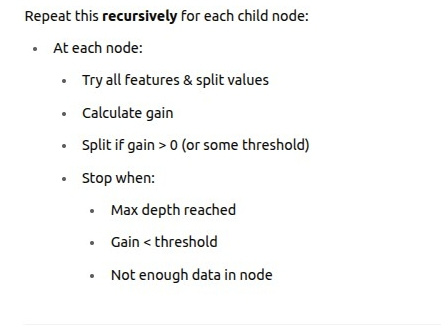 Repeat this recursively for each child node:
• At each node:
• Try all features & split values
• Calculate gain
• Split if gain > 0 (or some threshold)
• Stop when:
• Max depth reached
• Gain < threshold
• Not enough data in node